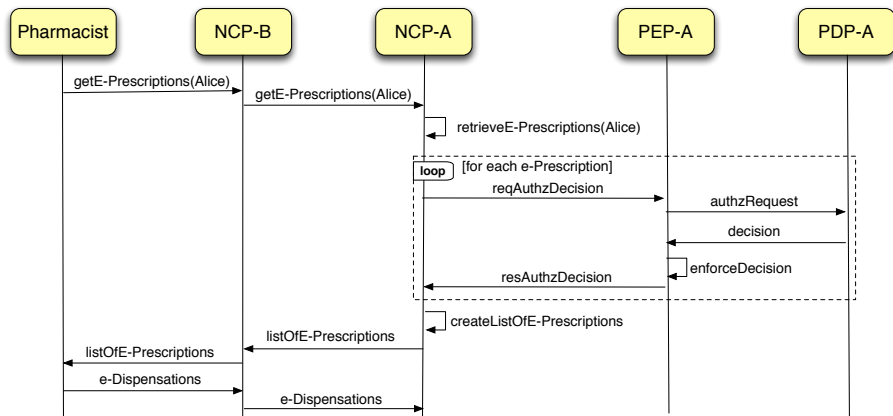 Pharmacist
NCP-B
NCP-A
PEP-A
PDP-A
getE-Prescriptions(Alice)
getE-Prescriptions(Alice)
retrieveE-Prescriptions(Alice)
loop
[for each e-Prescription]
reqAuthzDecision
authzRequest
decision
enforceDecision
resAuthzDecision
createListOfE-Prescriptions
listOfE-Prescriptions
listOfE-Prescriptions
e-Dispensations
e-Dispensations